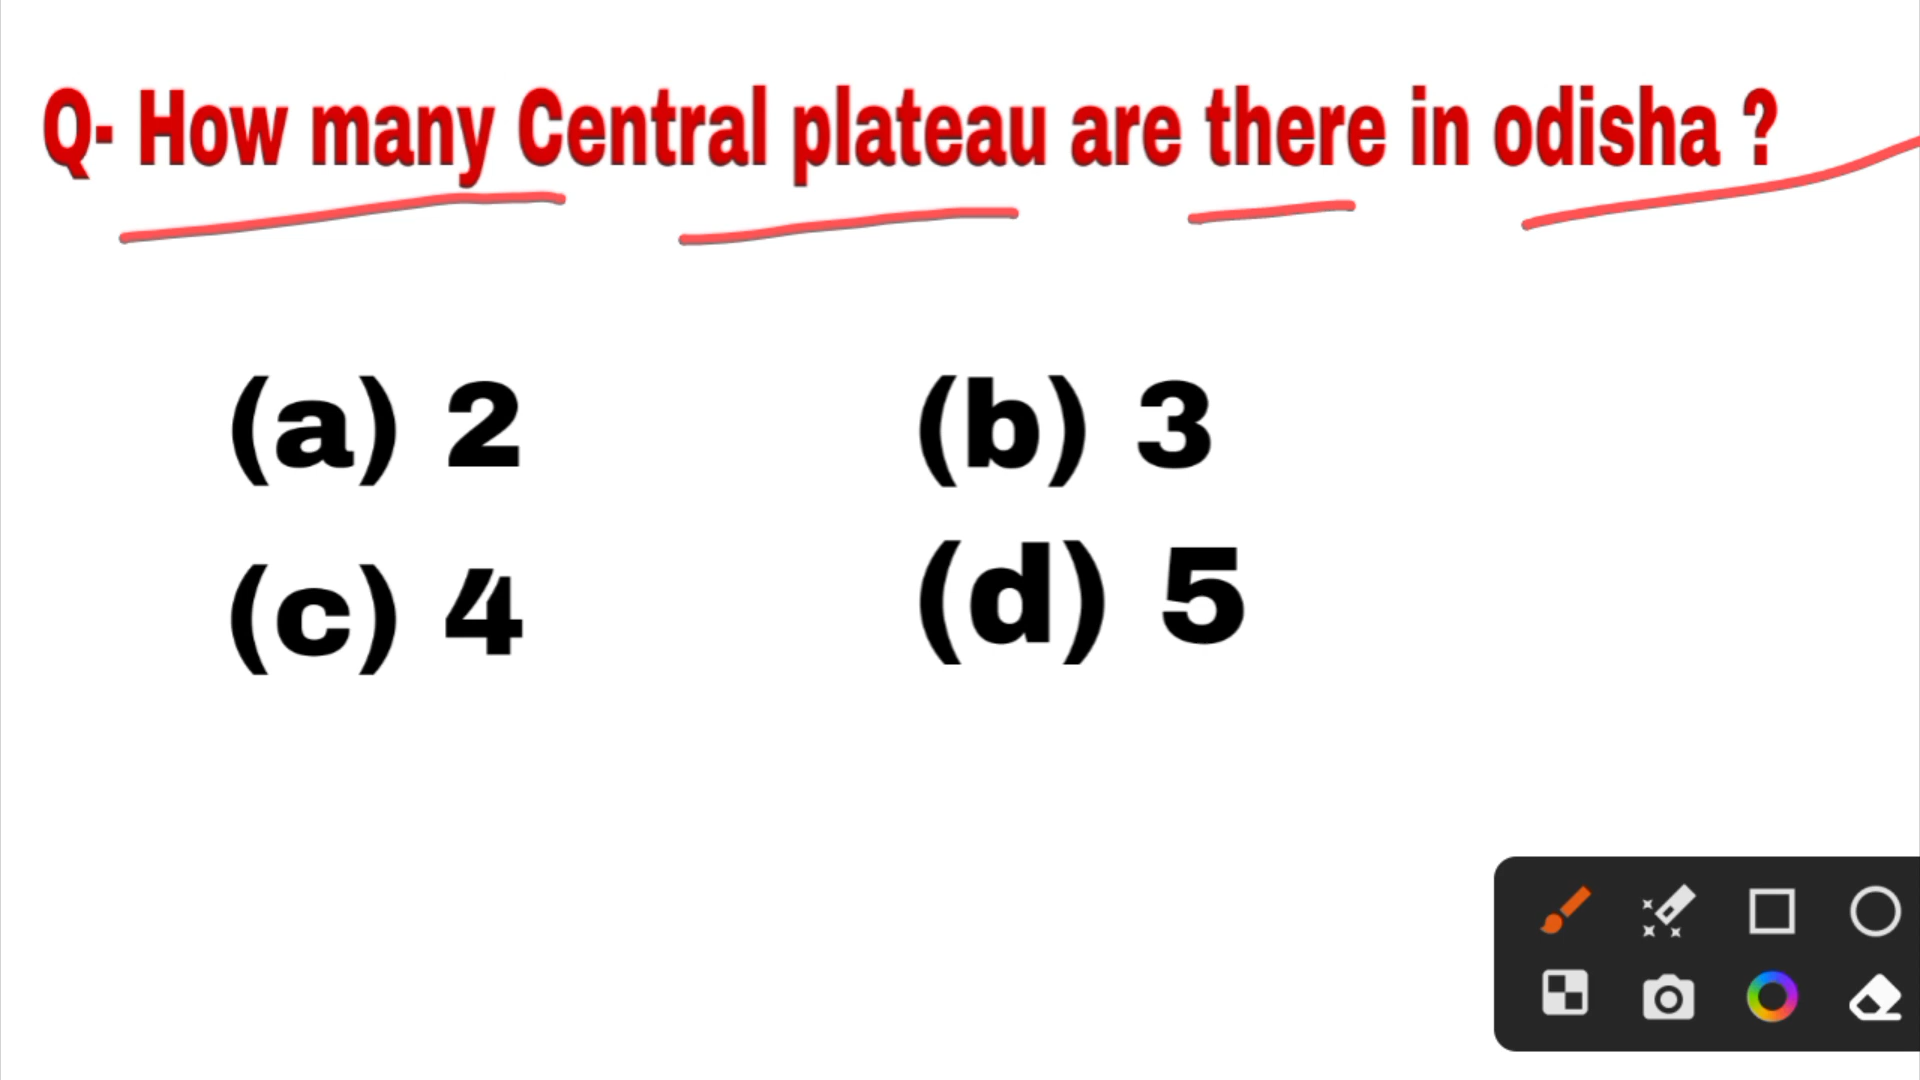 Q- How many Central plateau are there in odisha ?
(a) 2 (b) 3
(c) 4 (d) 5